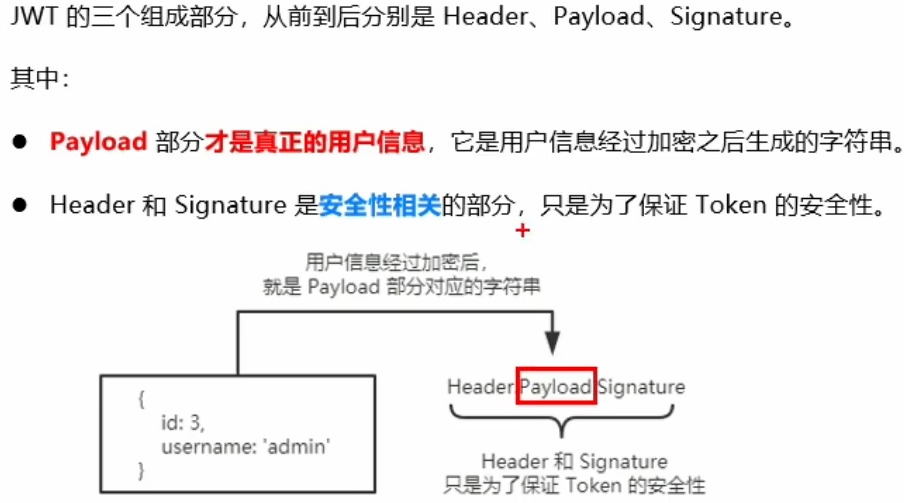 JWT 的三个组成部分，从前到后分别是 Header、Payload、Signature。
其中：
● Payload 部分才是真正的用户信息，它是用户信息经过加密之后生成的字符串。
● Header 和 Signature 是安全性相关的部分，只是为了保证 Token 的安全性。
用户信息经过加密后，
就是 Payload 部分对应的字符串
{
id: 3,
username: 'admin'
}
Header.Payload.Signature
Header 和 Signature
只是为了保证 Token 的安全性